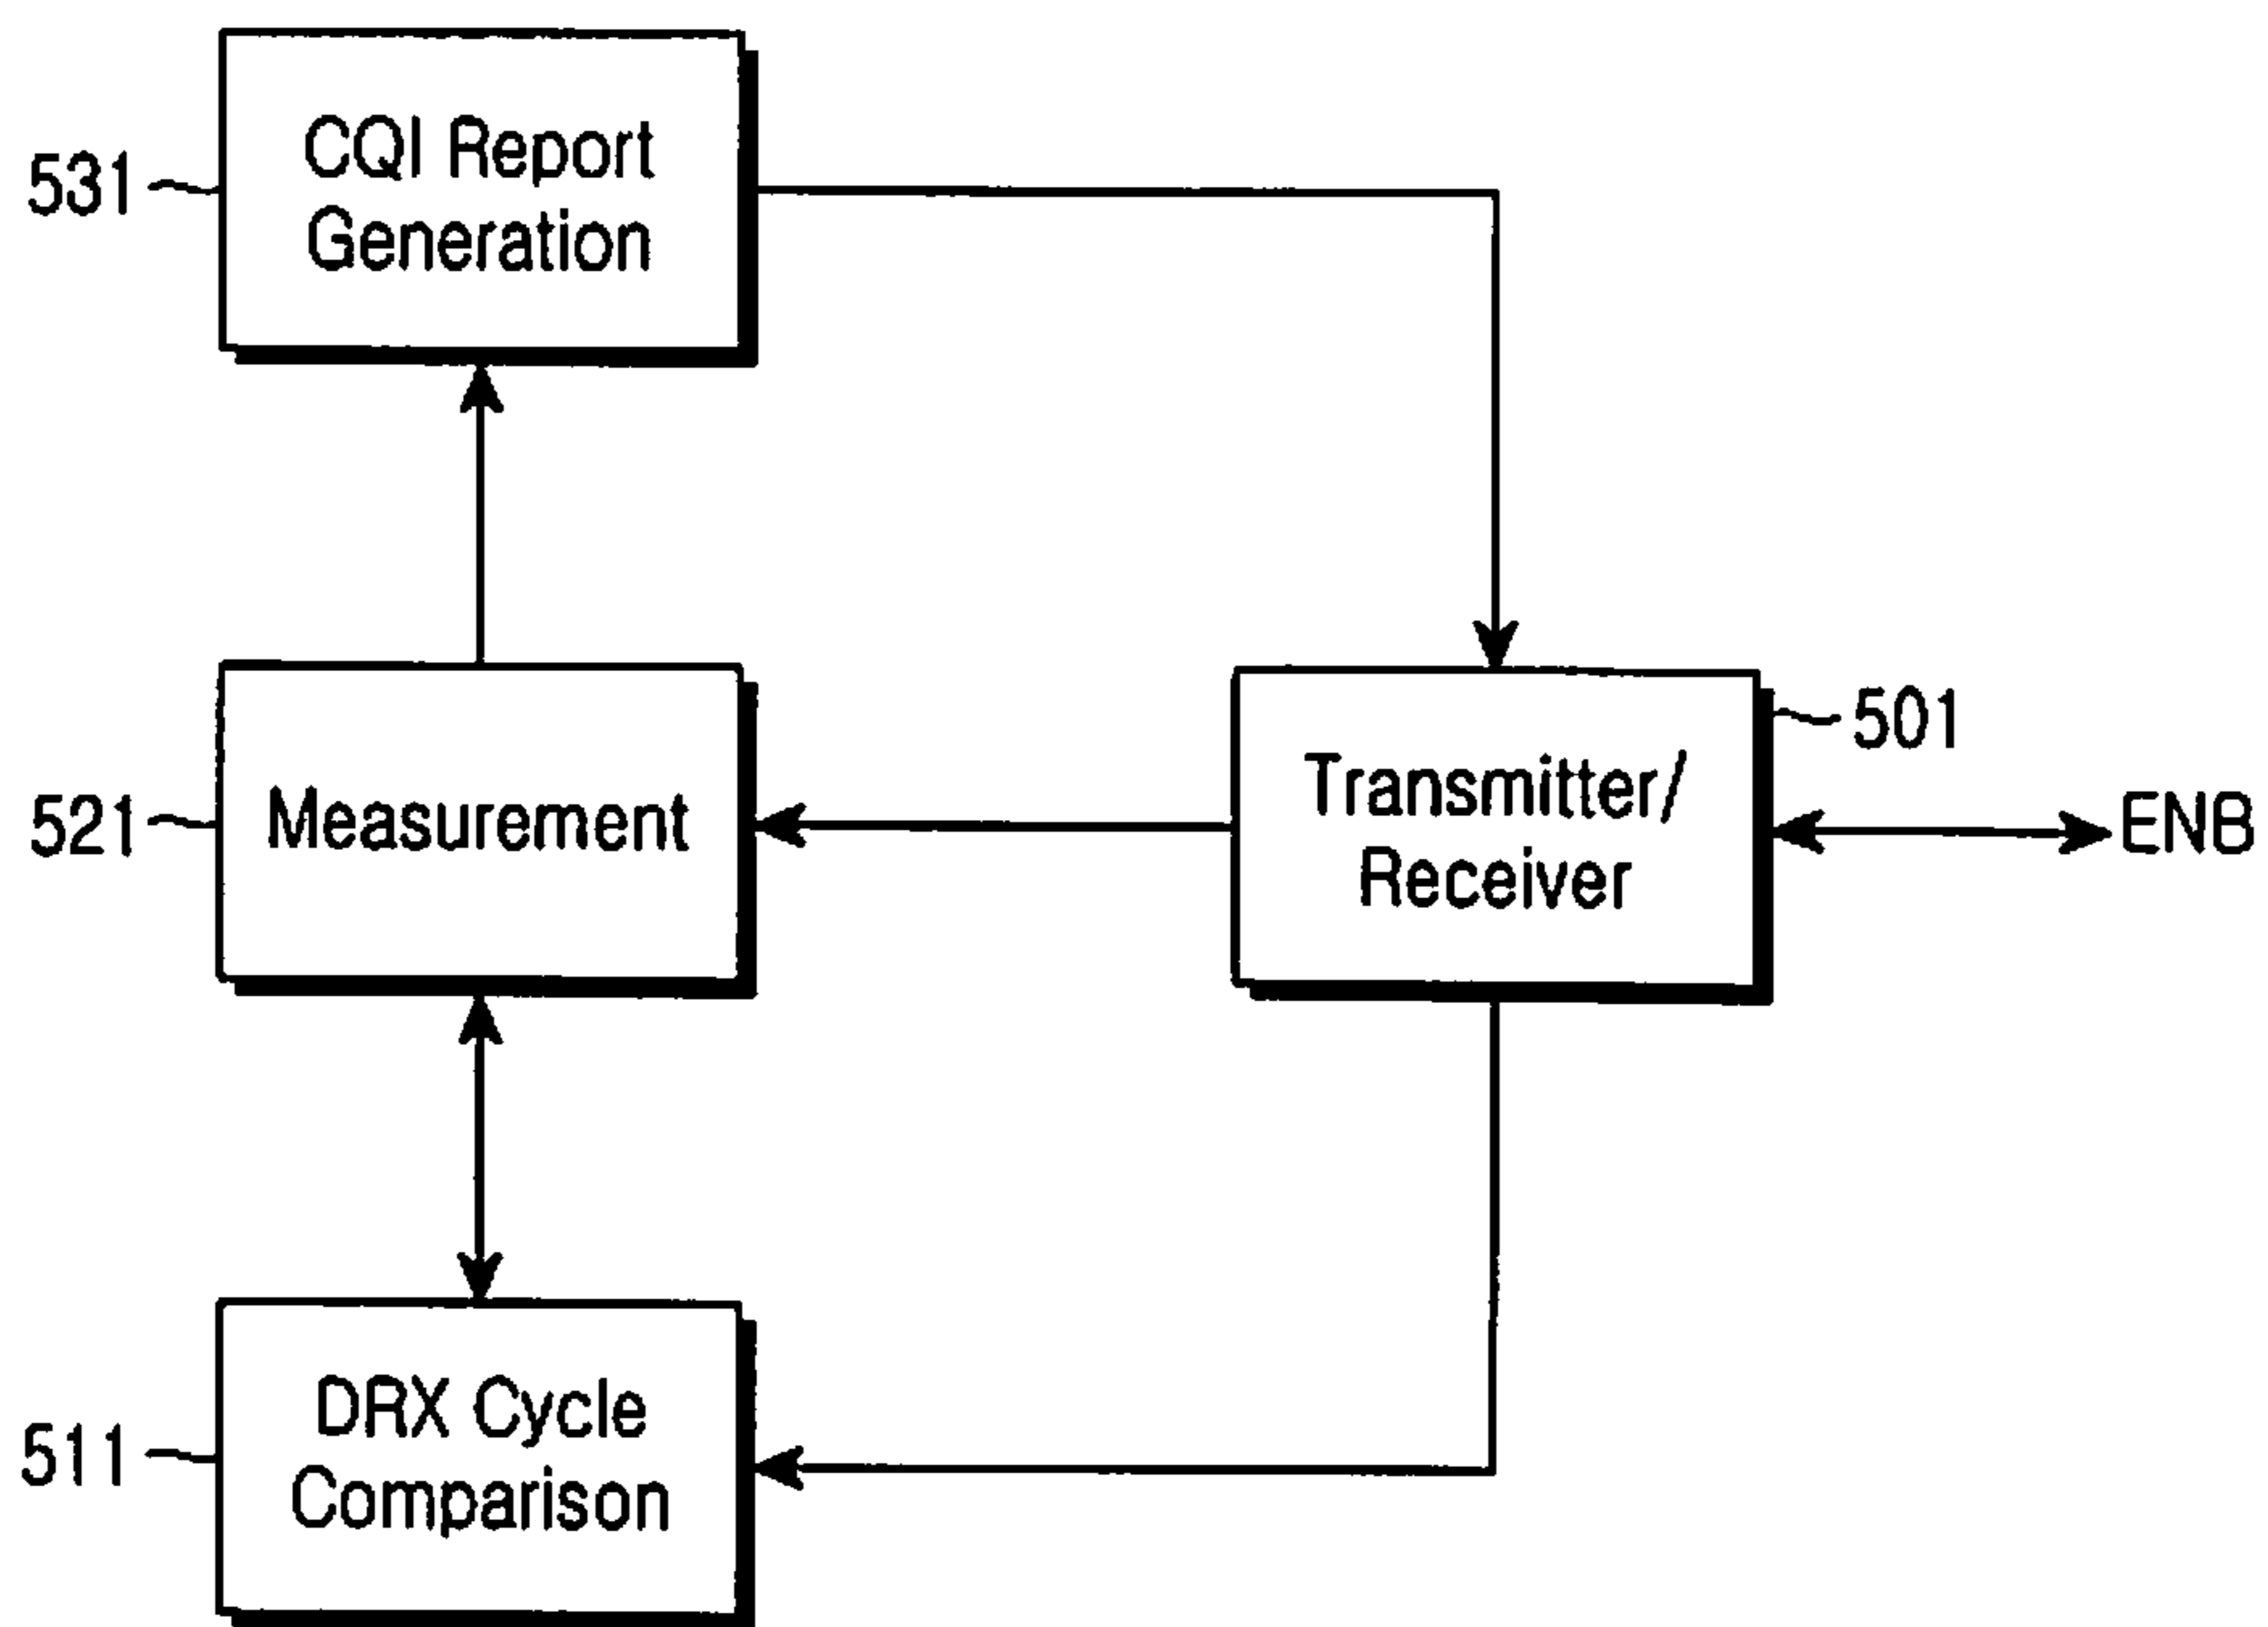 531
CQI Report
Generation
521
Measurement
Transmitter/
Receiver
501
ENB
511
DRX Cycle
Comparison